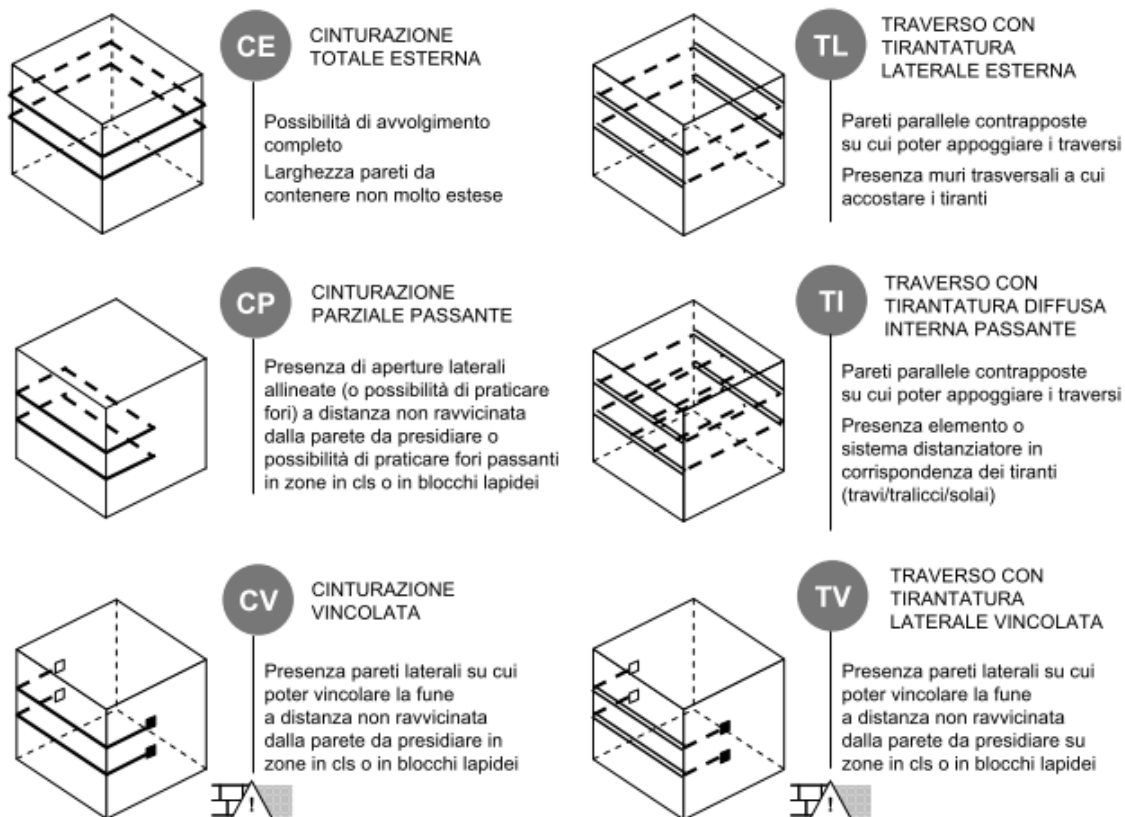 CE
CINTURAZIONE
TOTALE ESTERNA
Possibilità di avvolgimento
completo
Larghezza pareti da
contenere non molto estese
TL
TRAVERSO CON
TIRANTATURA
LATERALE ESTERNA
Pareti parallele contrapposte
su cui poter appoggiare i traversi
Presenza muri trasversali a cui
accostare i tiranti
CP
CINTURAZIONE
PARZIALE PASSANTE
Presenza di aperture laterali
allineate (o possibilità di praticare
fori) a distanza non ravvicinata
dalla parete da presidiare o
possibilità di praticare fori passanti
in zone in cls o in blocchi lapidei
TI
TRAVERSO CON
TIRANTATURA DIFFUSA
INTERNA PASSANTE
Pareti parallele contrapposte
su cui poter appoggiare i traversi
Presenza elemento o
sistema distanziatore in
corrispondenza dei tiranti
(travi/tralicci/solai)
CV
CINTURAZIONE
VINCOLATA
Presenza pareti laterali su cui
poter vincolare la fune
a distanza non ravvicinata
dalla parete da presidiare in
zone in cls o in blocchi lapidei
!
TV
TRAVERSO CON
TIRANTATURA
LATERALE VINCOLATA
Presenza pareti laterali su cui
poter vincolare la fune
a distanza non ravvicinata
dalla parete da presidiare su
zone in cls o in blocchi lapidei
!